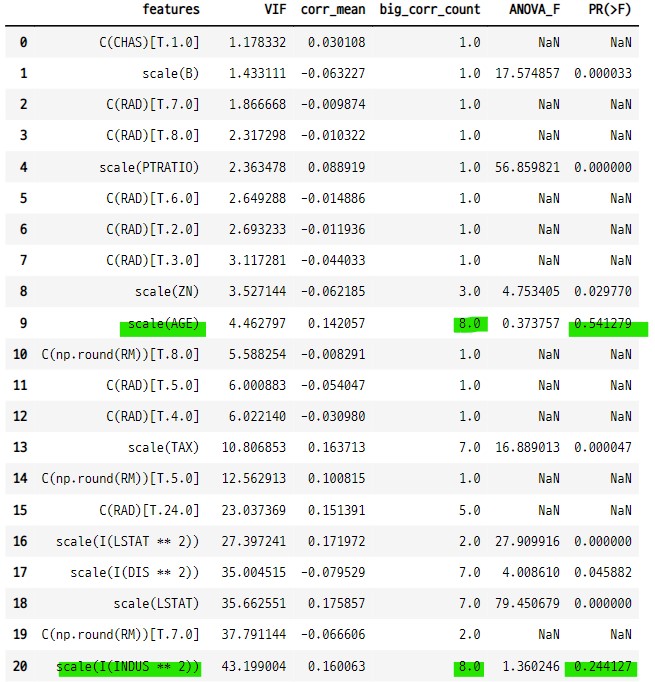 features VIF corr_mean big_corr_count ANOVA_F PR(>F)
0 C(CHAS)[T.1.0] 1.178332 0.030108 1.0 NaN NaN
1 scale(B) 1.433111 -0.063227 1.0 17.574857 0.000033
2 C(RAD)[T.7.0] 1.866668 -0.009874 1.0 NaN NaN
3 C(RAD)[T.8.0] 2.317298 -0.010322 1.0 NaN NaN
4 scale(PTRATIO) 2.363478 0.088919 1.0 56.859821 0.000000
5 C(RAD)[T.6.0] 2.649288 -0.014886 1.0 NaN NaN
6 C(RAD)[T.2.0] 2.693233 -0.011936 1.0 NaN NaN
7 C(RAD)[T.3.0] 3.117281 -0.044033 1.0 NaN NaN
8 scale(ZN) 3.527144 -0.062185 3.0 4.753405 0.029770
9 scale(AGE) 4.462797 0.142057 8.0 0.373757 0.541279
10 C(np.round(RM))[T.8.0] 5.588254 -0.008291 1.0 NaN NaN
11 C(RAD)[T.5.0] 6.000883 -0.054047 1.0 NaN NaN
12 C(RAD)[T.4.0] 6.022140 -0.030980 1.0 NaN NaN
13 scale(TAX) 10.806853 0.163713 7.0 16.889013 0.000047
14 C(np.round(RM))[T.5.0] 12.562913 0.100815 1.0 NaN NaN
15 C(RAD)[T.24.0] 23.037369 0.151391 5.0 NaN NaN
16 scale(I(LSTAT ** 2)) 27.397241 0.171972 2.0 27.909916 0.000000
17 scale(I(DIS ** 2)) 35.004515 -0.079529 7.0 4.008610 0.045882
18 scale(LSTAT) 35.662551 0.175857 7.0 79.450679 0.000000
19 C(np.round(RM))[T.7.0] 37.791144 -0.066606 2.0 NaN NaN
20 scale(I(INDUS ** 2)) 43.199004 0.160063 8.0 1.360246 0.244127